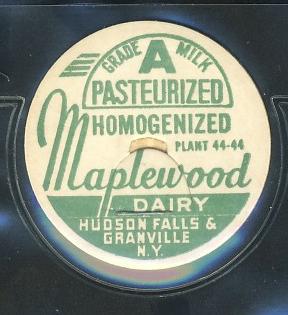 GRADE A MILK
PASTEURIZED
HOMOGENIZED
PLANT 44-44
Maplewood
DAIRY
HUDSON FALLS &
GRANVILLE
N.Y.